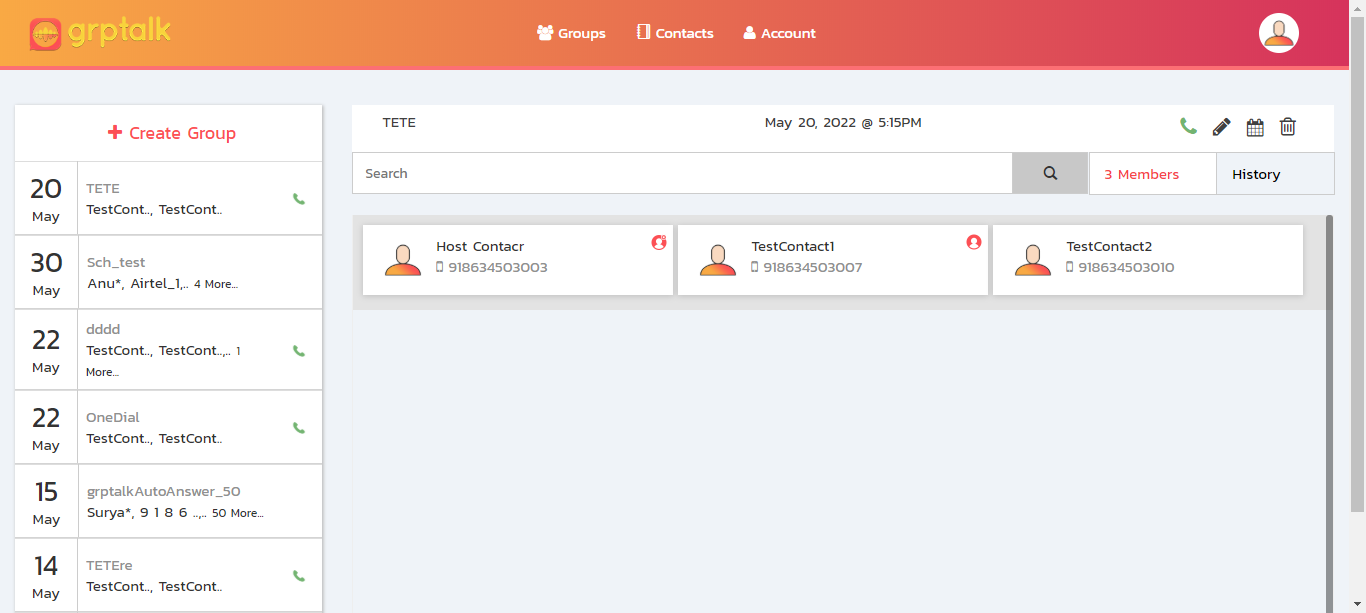 grptalk
Groups
Contacts
Account
Create Group
20
May
TETE
TestCont.., TestCont..
30
May
Sch_test
Anu*, Airtel_1,.. 4 More...
22
May
dddd
TestCont.., TestCont..,.. 1
More...
22
May
OneDial
TestCont.., TestCont..
15
May
grptalkAutoAnswer_50
Surya*, 9 1 8 6 ..,.. 50 More...
14
May
TETEre
TestCont.., TestCont..
TETE
May 20, 2022 @ 5:15PM
Search
3 Members
History
Host Contacr
918634503003
TestContact1
918634503007
TestContact2
918634503010